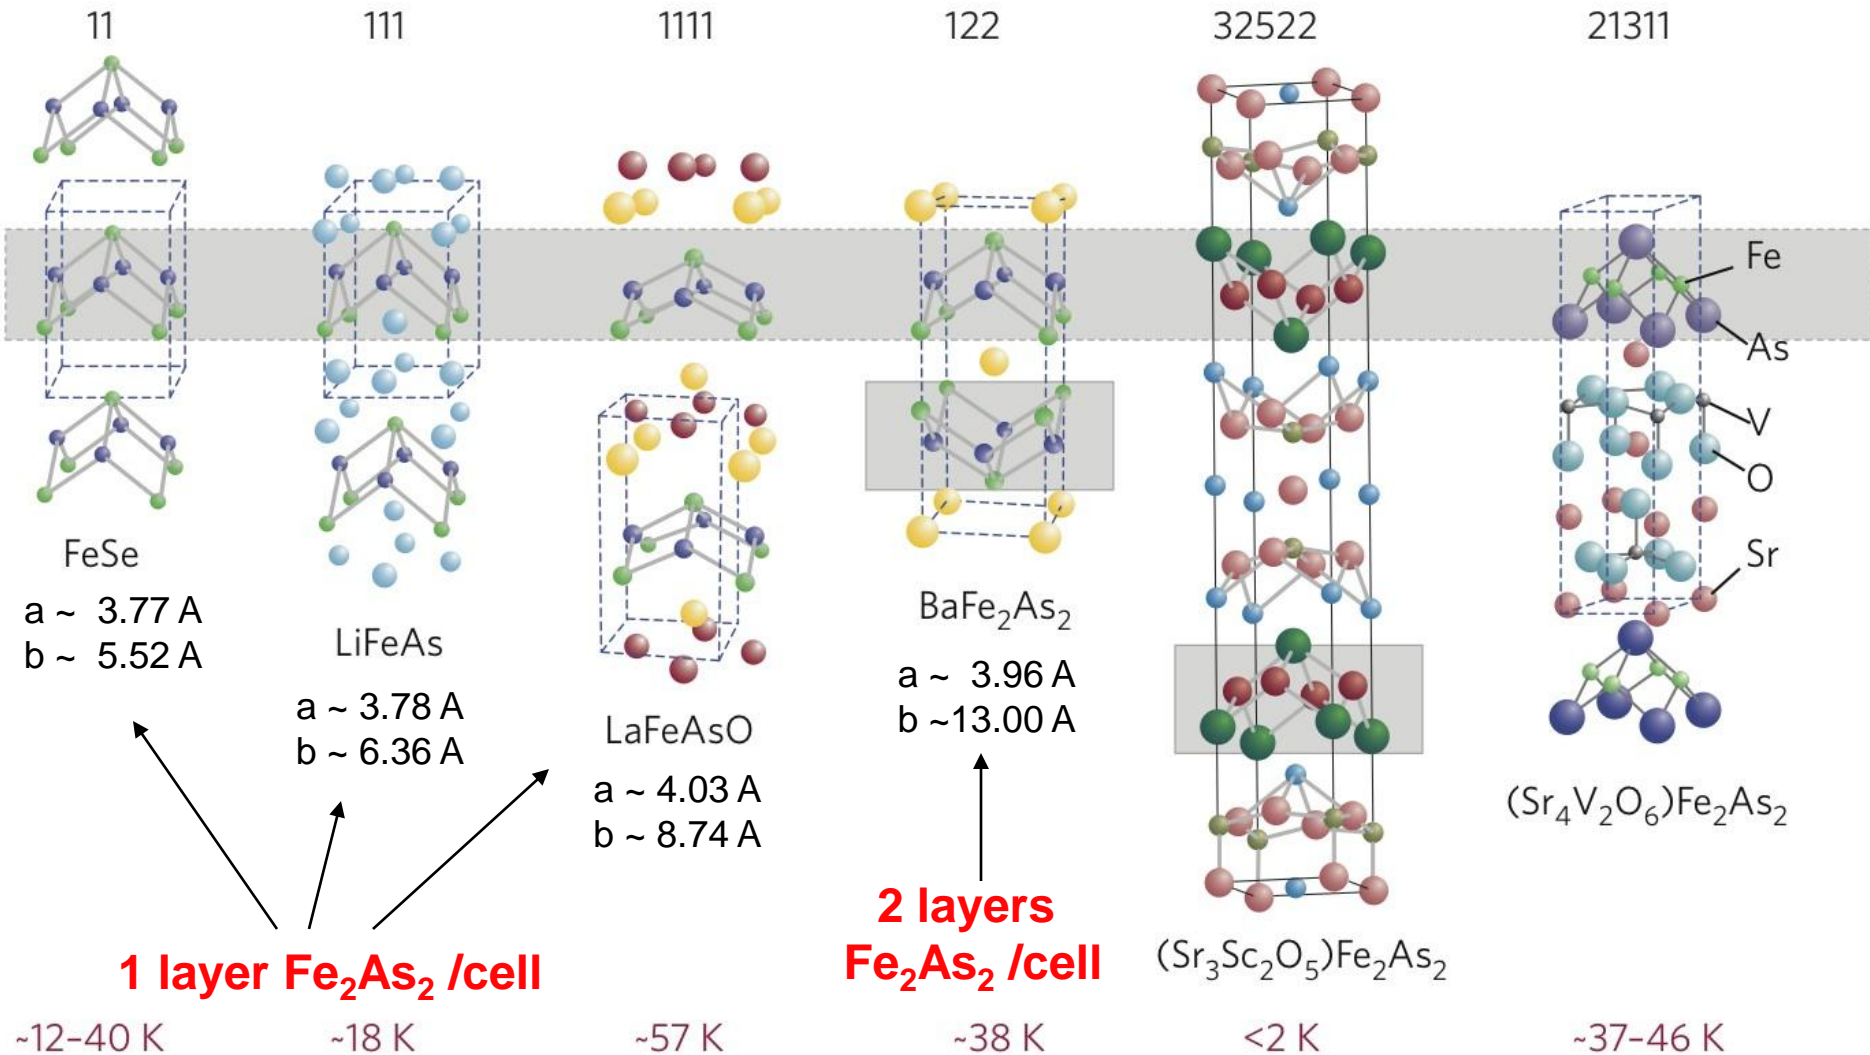 11
111
1111
122
32522
21311
Fe
As
V
O
Sr
FeSe
a ~ 3.77 A
b ~ 5.52 A
LiFeAs
a ~ 3.78 A
b ~ 6.36 A
LaFeAsO
a ~ 4.03 A
b ~ 8.74 A
BaFe₂As₂
a ~ 3.96 A
b ~13.00 A
(Sr₃Sc₂O₅)Fe₂As₂
(Sr₄V₂O₆)Fe₂As₂
1 layer Fe₂As₂ /cell
2 layers
Fe₂As₂ /cell
~12–40 K
~18 K
~57 K
~38 K
<2 K
~37–46 K